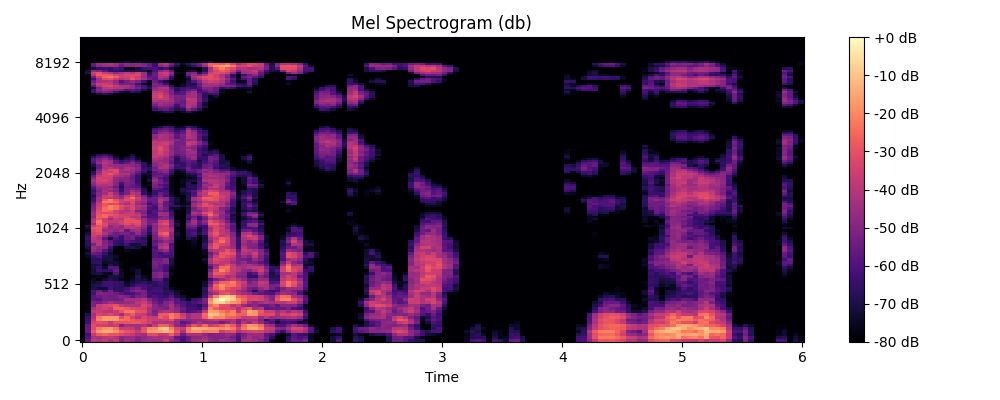 Mel Spectrogram (db)
8192
4096
2048
1024
512
0
Hz
0 1 2 3 4 5 6
Time
+0 dB
-10 dB
-20 dB
-30 dB
-40 dB
-50 dB
-60 dB
-70 dB
-80 dB